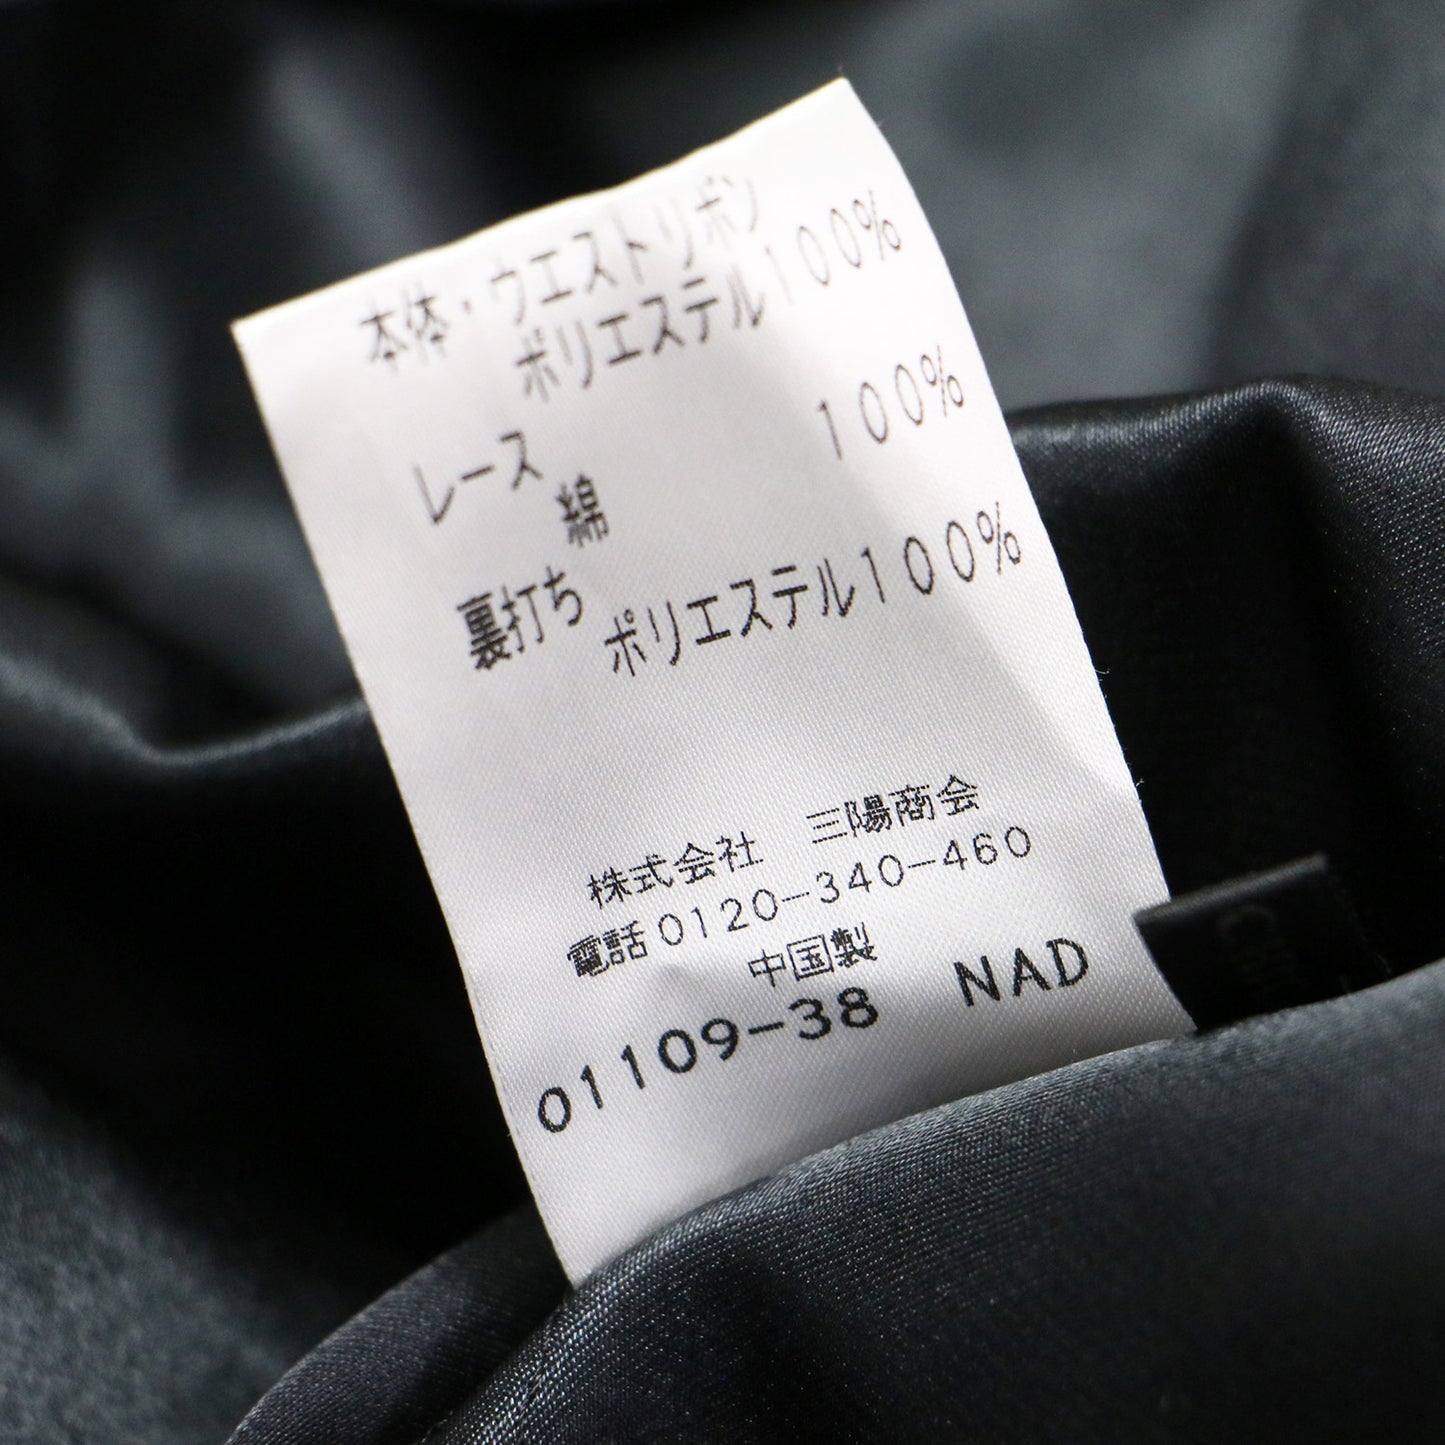 本体・ウエストリボン
ポリエステル100%
レース
綿 100%
裏打ち
ポリエステル100%
株式会社 三陽商会
電話0120-340-460
中国製
01109-38 NAD